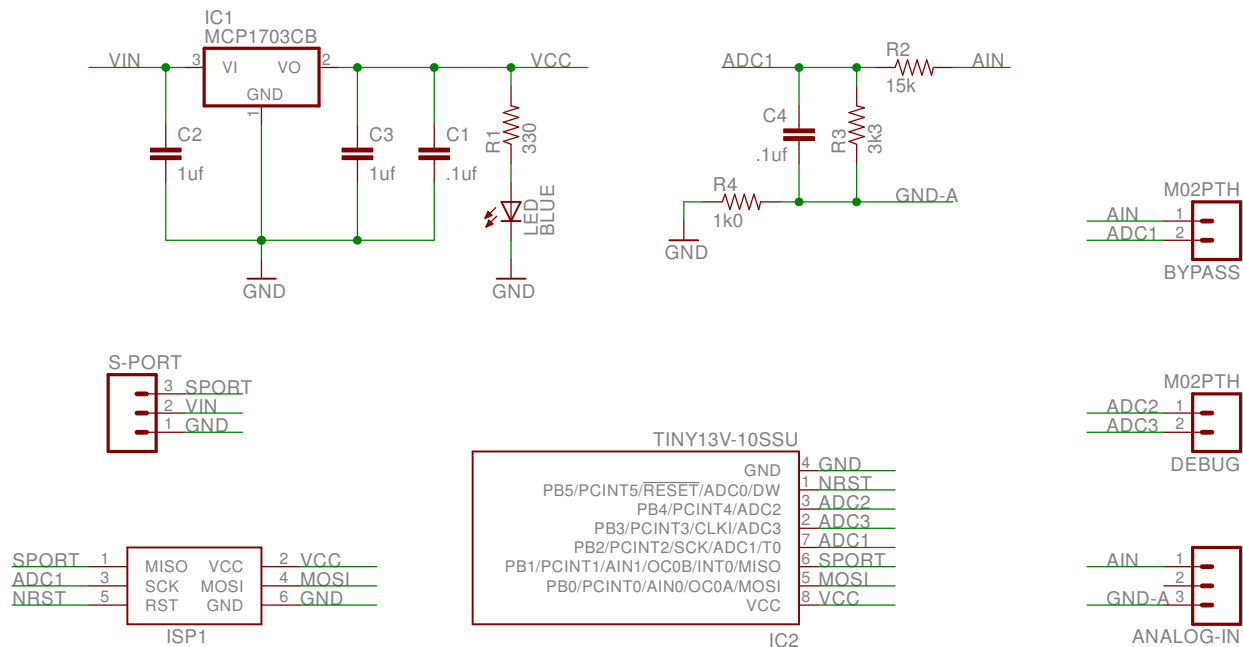 IC1
MCP1703CB
VIN
3
VI
VO
2
VCC
GND
1
C2
1uf
C3
1uf
C1
.1uf
R1
330
LED
BLUE
GND
GND
ADC1
R2
15k
AIN
C4
.1uf
R3
3k3
R4
1k0
GND-A
GND
M02PTH
AIN 1
ADC1 2
BYPASS
S-PORT
3 SPORT
2 VIN
1 GND
M02PTH
ADC2 1
ADC3 2
DEBUG
TINY13V-10SSU
GND 4 GND
PB5/PCINT5/RESET/ADC0/DW 1 NRST
PB4/PCINT4/ADC2 3 ADC2
PB3/PCINT3/CLKI/ADC3 2 ADC3
PB2/PCINT2/SCK/ADC1/T0 7 ADC1
PB1/PCINT1/AIN1/OC0B/INT0/MISO 6 SPORT
PB0/PCINT0/AIN0/OC0A/MOSI 5 MOSI
VCC 8 VCC
IC2
SPORT 1 MISO VCC 2 VCC
ADC1 3 SCK MOSI 4 MOSI
NRST 5 RST GND 6 GND
ISP1
AIN 1
2
GND-A 3
ANALOG-IN